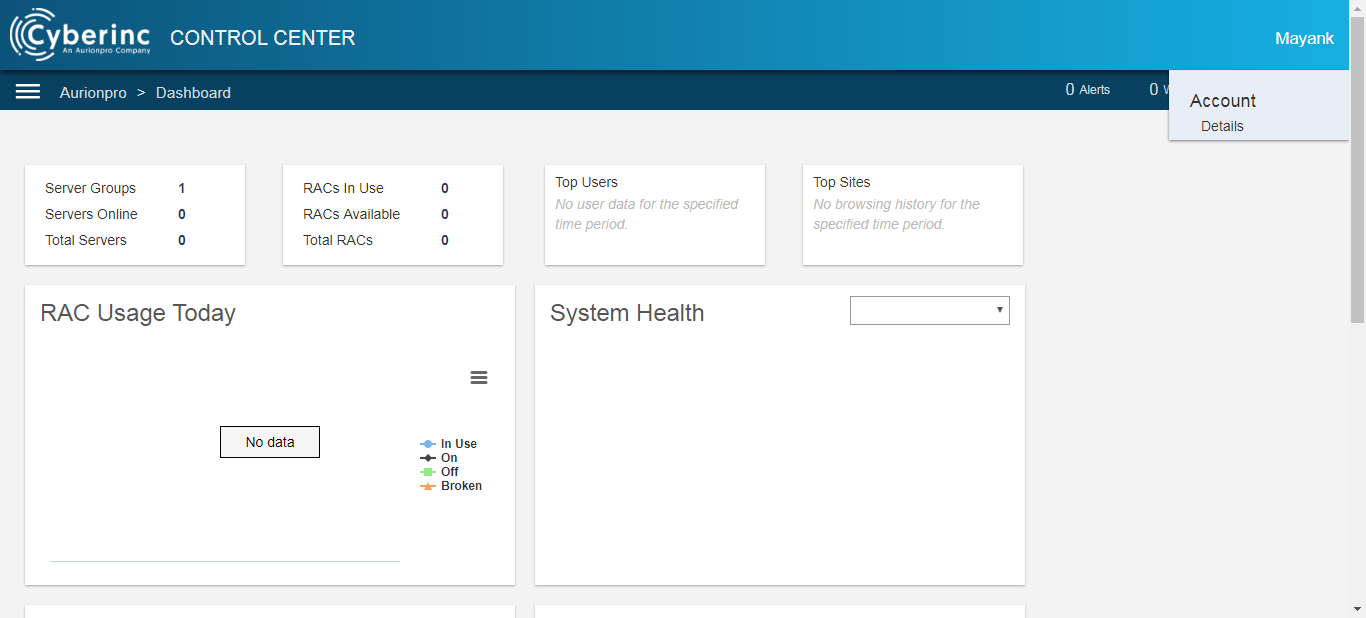 Cyberinc
An Aurionpro Company
CONTROL CENTER
Mayank
Aurionpro > Dashboard
0 Alerts
0
Account
Details
Server Groups 1
Servers Online 0
Total Servers 0
RACs In Use 0
RACs Available 0
Total RACs 0
Top Users
No user data for the specified
time period.
Top Sites
No browsing history for the
specified time period.
RAC Usage Today
No data
In Use
On
Off
Broken
System Health